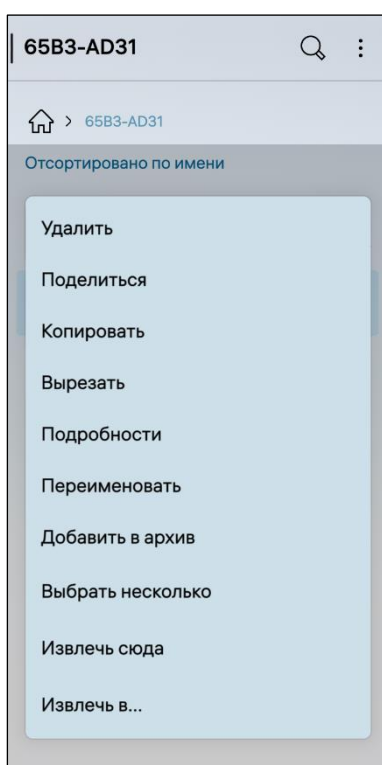 65B3-AD31
> 65B3-AD31
Отсортировано по имени
Удалить
Поделиться
Копировать
Вырезать
Подробности
Переименовать
Добавить в архив
Выбрать несколько
Извлечь сюда
Извлечь в...